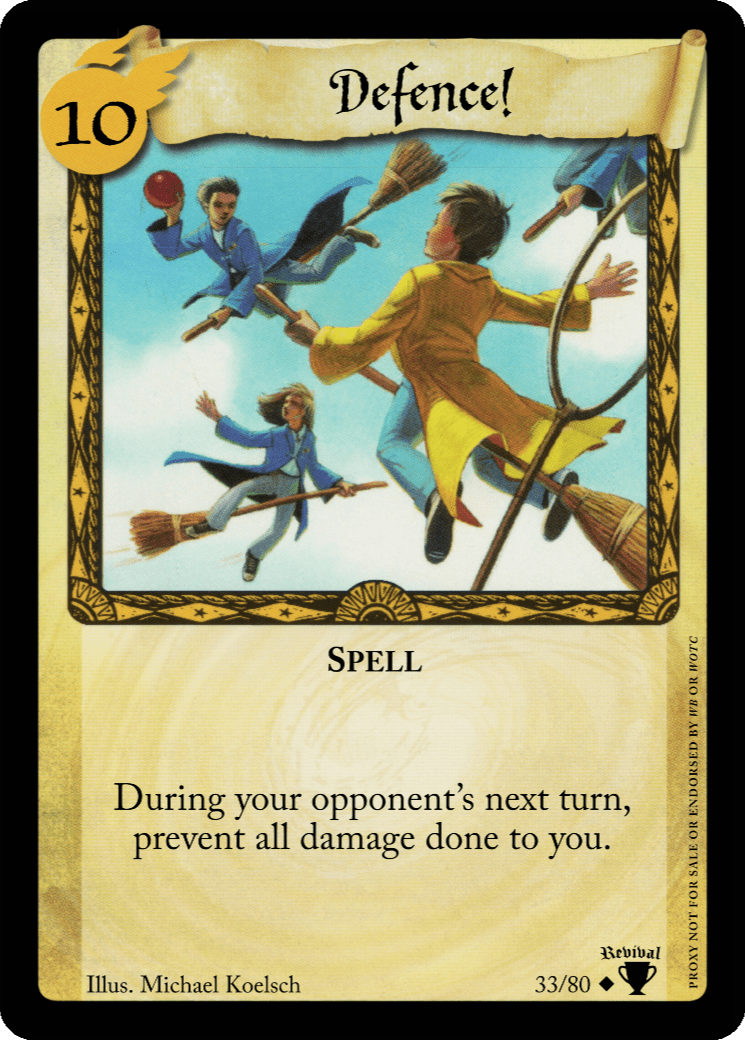 10
Defence!
SPELL
During your opponent's next turn,
prevent all damage done to you.
Illus. Michael Koelsch
33/80
Revival
PROXY NOT FOR SALE OR ENDORSED BY WB OR WOTC